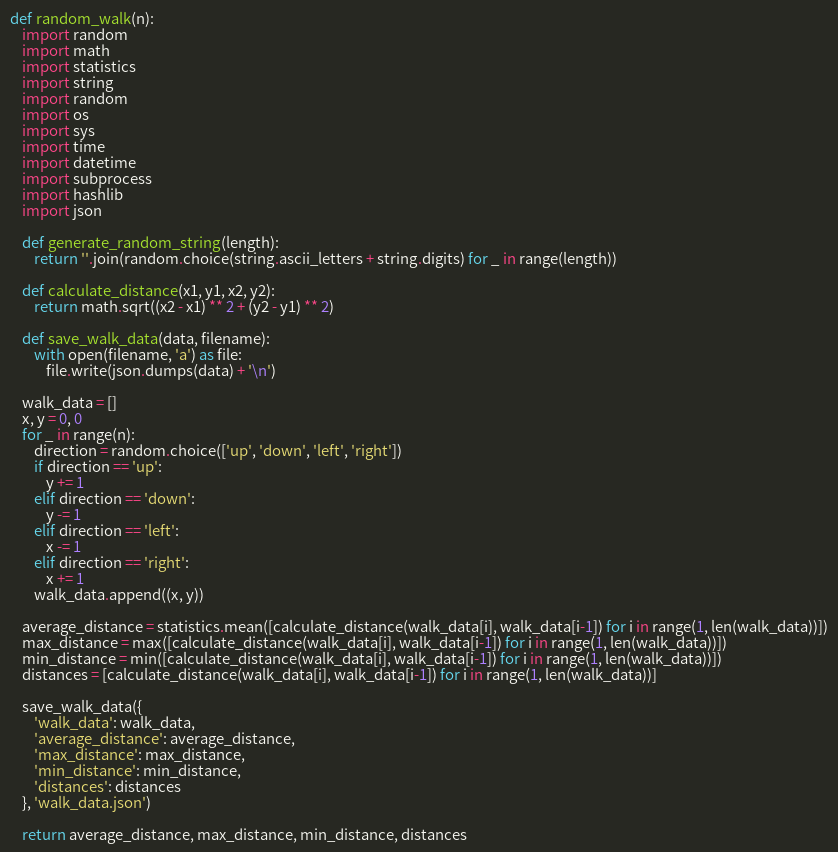 def random_walk(n):
    import random
    import math
    import statistics
    import string
    import random
    import os
    import sys
    import time
    import datetime
    import subprocess
    import hashlib
    import json

    def generate_random_string(length):
        return ''.join(random.choice(string.ascii_letters + string.digits) for _ in range(length))

    def calculate_distance(x1, y1, x2, y2):
        return math.sqrt((x2 - x1) ** 2 + (y2 - y1) ** 2)

    def save_walk_data(data, filename):
        with open(filename, 'a') as file:
            file.write(json.dumps(data) + '\n')

    walk_data = []
    x, y = 0, 0
    for _ in range(n):
        direction = random.choice(['up', 'down', 'left', 'right'])
        if direction == 'up':
            y += 1
        elif direction == 'down':
            y -= 1
        elif direction == 'left':
            x -= 1
        elif direction == 'right':
            x += 1
        walk_data.append((x, y))

    average_distance = statistics.mean([calculate_distance(walk_data[i], walk_data[i-1]) for i in range(1, len(walk_data))])
    max_distance = max([calculate_distance(walk_data[i], walk_data[i-1]) for i in range(1, len(walk_data))])
    min_distance = min([calculate_distance(walk_data[i], walk_data[i-1]) for i in range(1, len(walk_data))])
    distances = [calculate_distance(walk_data[i], walk_data[i-1]) for i in range(1, len(walk_data))]

    save_walk_data({
        'walk_data': walk_data,
        'average_distance': average_distance,
        'max_distance': max_distance,
        'min_distance': min_distance,
        'distances': distances
    }, 'walk_data.json')

    return average_distance, max_distance, min_distance, distances